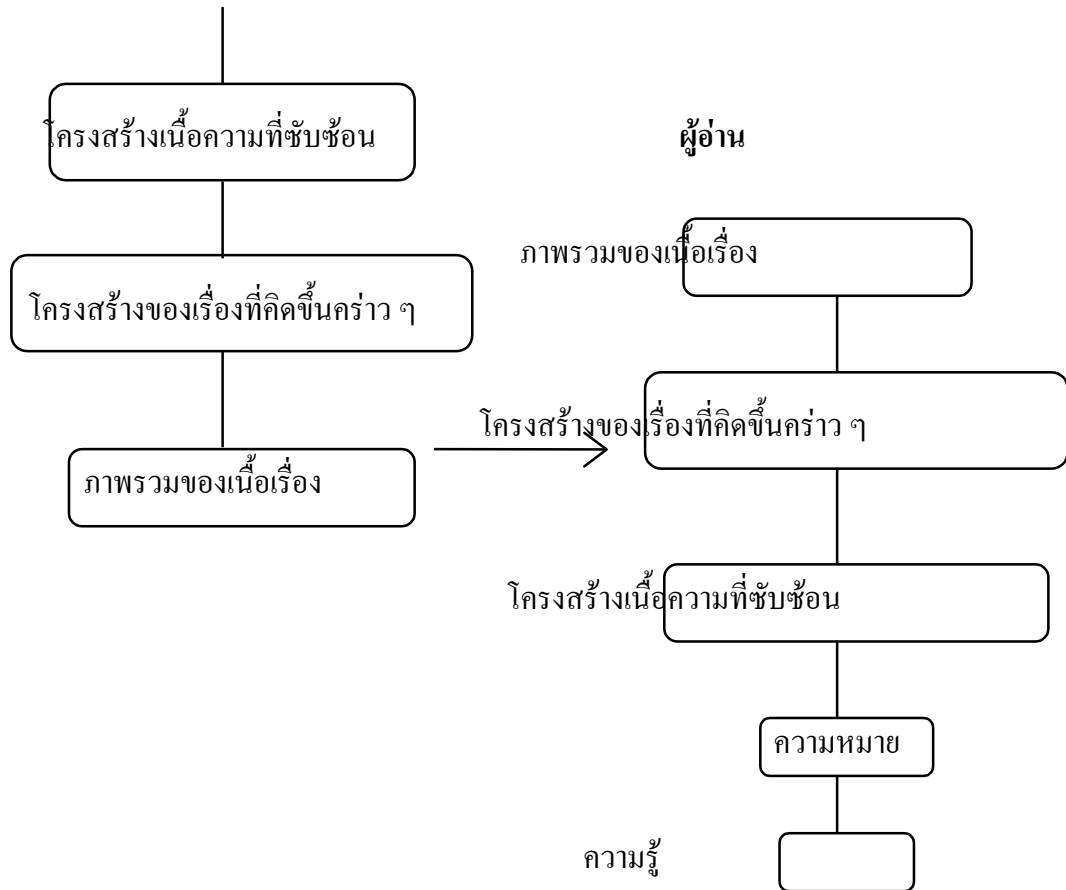 โครงสร้างเนื้อความที่ซับซ้อน
โครงสร้างของเรื่องที่คิดขึ้นคร่าว ๆ
ภาพรวมของเนื้อเรื่อง
ผู้อ่าน
ภาพรวมของเนื้อเรื่อง
โครงสร้างของเรื่องที่คิดขึ้นคร่าว ๆ
โครงสร้างเนื้อความที่ซับซ้อน
ความหมาย
ความรู้